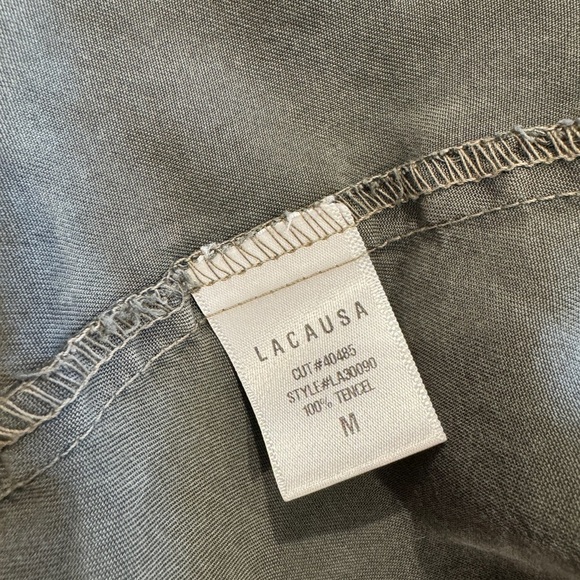 LACAUSA
CUT#40485
STYLE#LA30090
100% TENCEL
M